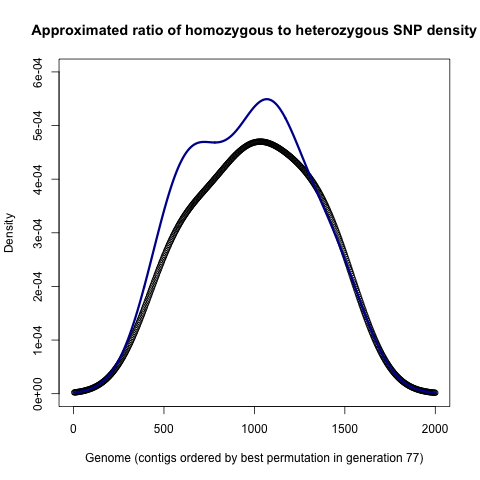 Approximated ratio of homozygous to heterozygous SNP density
6e-04
5e-04
4e-04
3e-04
2e-04
1e-04
0e+00
Density
0 500 1000 1500 2000
Genome (contigs ordered by best permutation in generation 77)